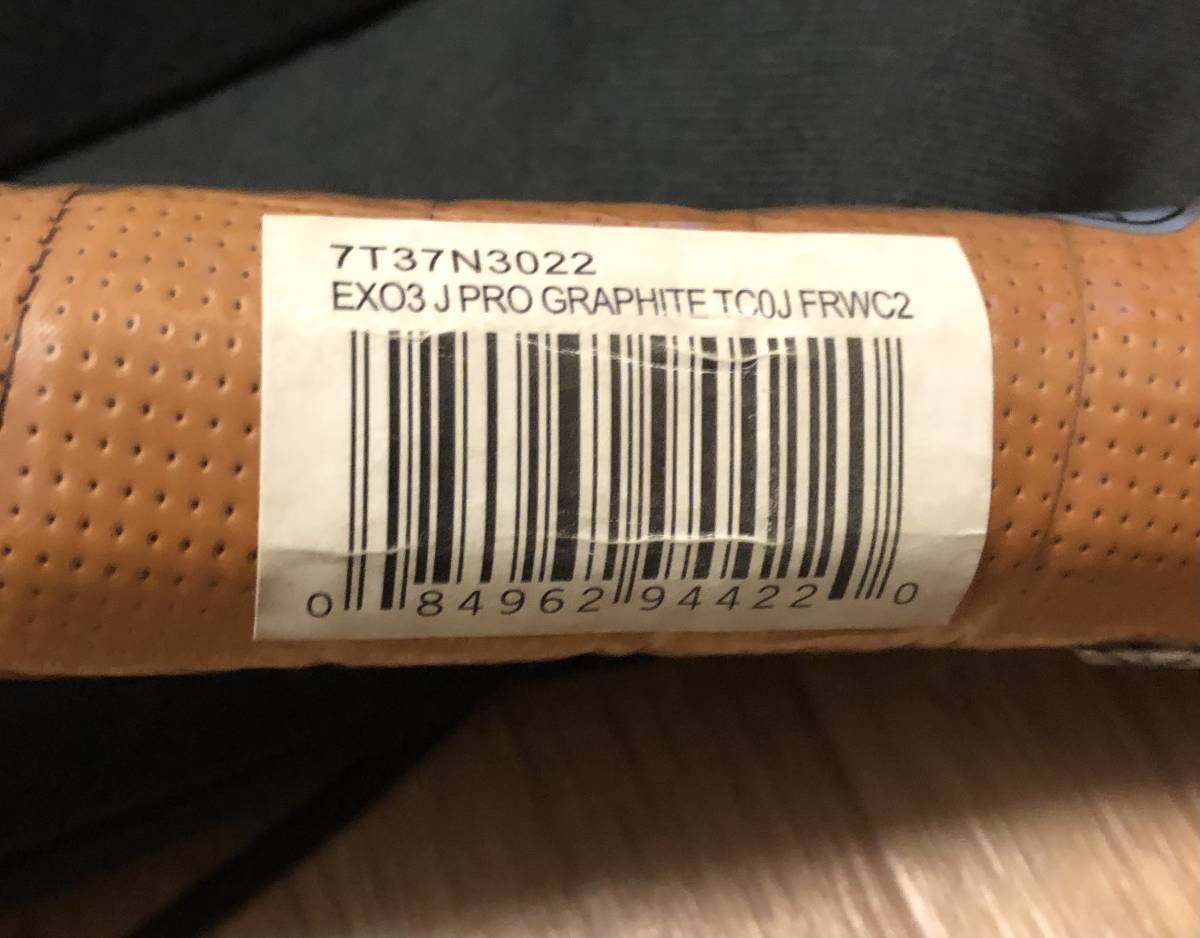 7T37N3022
EXO3 J PRO GRAPHITE TC0J FRWC2
0 84962 94422 0